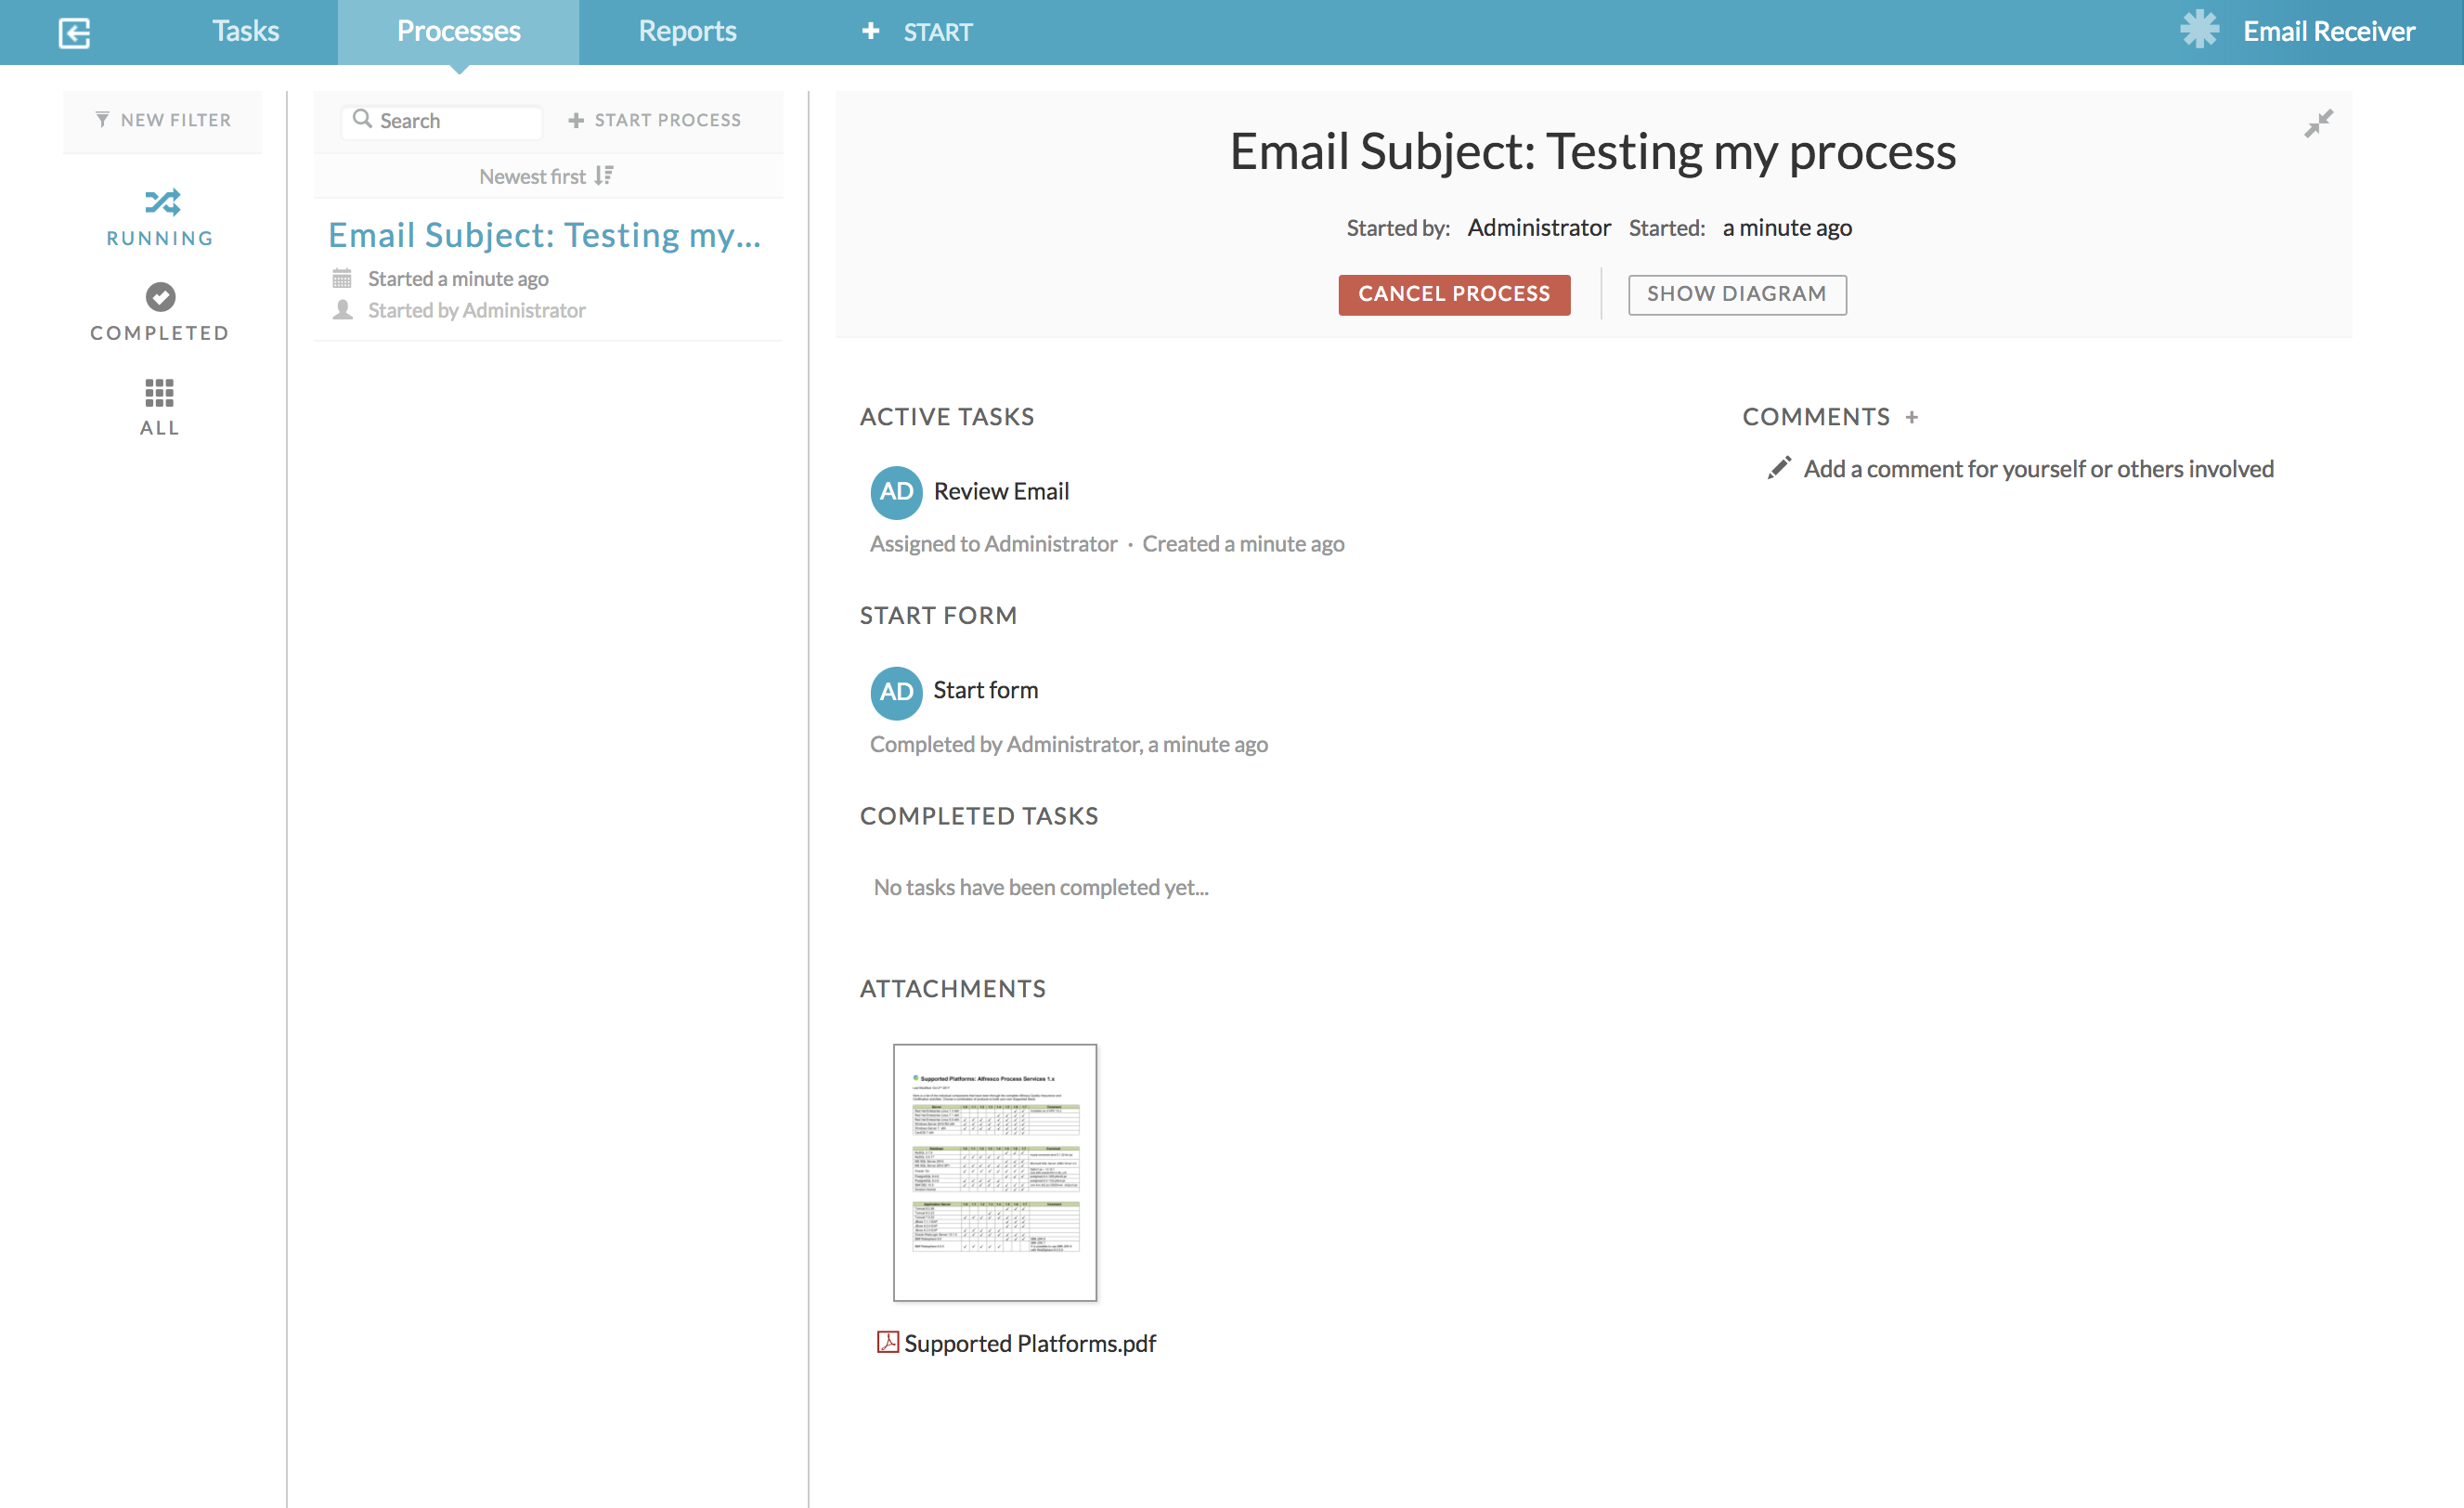 Tasks
Processes
Reports
START
Email Receiver
NEW FILTER
RUNNING
COMPLETED
ALL
Search
START PROCESS
Newest first
Email Subject: Testing my...
Started a minute ago
Started by Administrator
Email Subject: Testing my process
Started by: Administrator Started: a minute ago
CANCEL PROCESS
SHOW DIAGRAM
ACTIVE TASKS
AD Review Email
Assigned to Administrator · Created a minute ago
START FORM
AD Start form
Completed by Administrator, a minute ago
COMPLETED TASKS
No tasks have been completed yet...
ATTACHMENTS
Supported Platforms: Alfresco Process Services 1.x
Supported Platforms.pdf
COMMENTS +
Add a comment for yourself or others involved